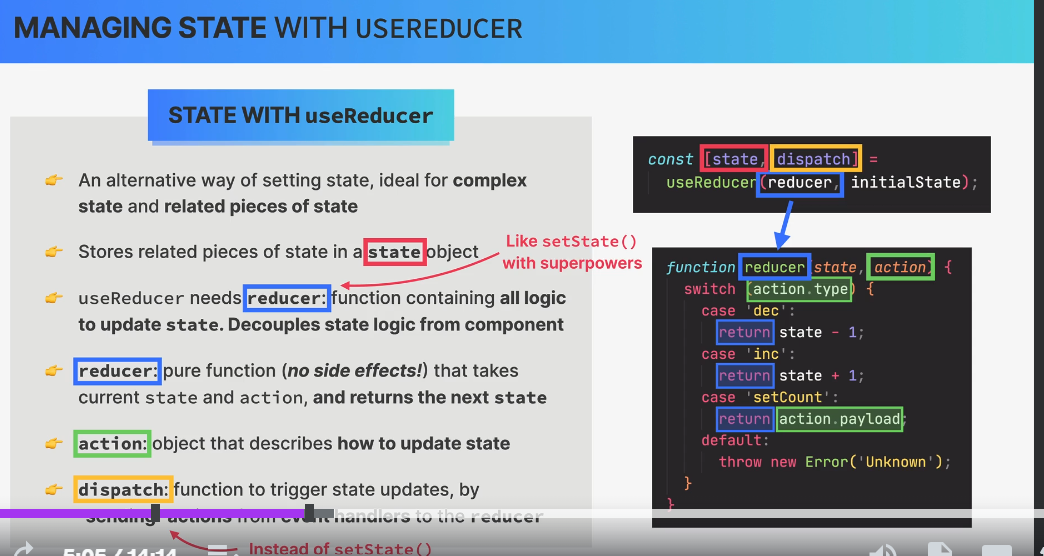 MANAGING STATE WITH USEREDUCER
STATE WITH useReducer
An alternative way of setting state, ideal for complex
state and related pieces of state
Stores related pieces of state in a state object
useReducer needs reducer: function containing all logic
to update state. Decouples state logic from component
reducer: pure function (no side effects!) that takes
current state and action, and returns the next state
action: object that describes how to update state
dispatch: function to trigger state updates, by
sending actions from event handlers to the reducer
Like setState()
with superpowers
Instead of setState()
const [state, dispatch] =
useReducer(reducer, initialState);
function reducer(state, action) {
switch (action.type) {
case 'dec':
return state - 1;
case 'inc':
return state + 1;
case 'setCount':
return action.payload;
default:
throw new Error('Unknown');
}
}
5:05 / 14:14